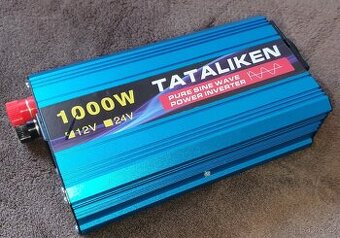 TATALIKEN
PURE SINE WAVE
POWER INVERTER
1000W
12V 24V